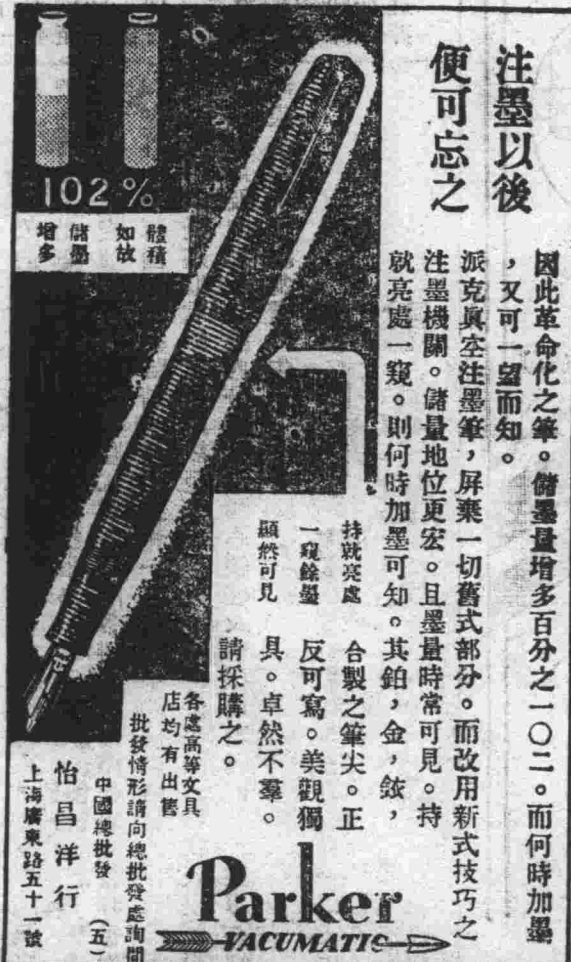 注墨以後
便可忘之
因此革命化之筆。儲墨量增多百分之一〇二。而何時加墨
，又可一望而知。
派克真空注墨筆，屏棄一切舊式部分。而改用新式技巧之
注墨機關。儲量地位更宏。且墨量時常可見。持
就亮處一窺。則何時加墨可知。其鉑，金，銥，
合製之筆尖。正
反可寫。美觀獨
具。卓然不羣。
請採購之。
102%
體積
如故
儲墨
增多
持就亮處
一窺餘墨
顯然可見
各處高等文具
店均有出售
批發情形請向總批發處詢問
中國總批發 (五)
怡昌洋行
上海廣東路五十一號
Parker
VACUMATIC